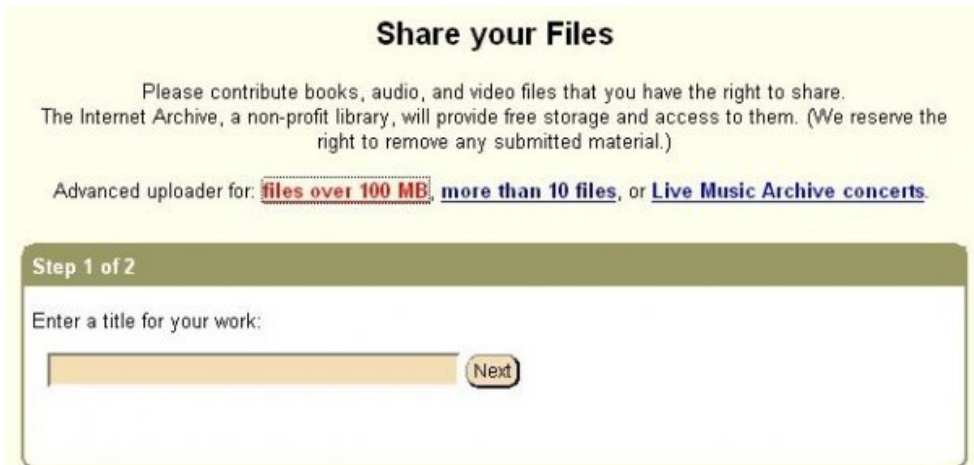 Share your Files
Please contribute books, audio, and video files that you have the right to share.
The Internet Archive, a non-profit library, will provide free storage and access to them. (We reserve the
right to remove any submitted material.)
Advanced uploader for: files over 100 MB, more than 10 files, or Live Music Archive concerts.
Step 1 of 2
Enter a title for your work:
Next